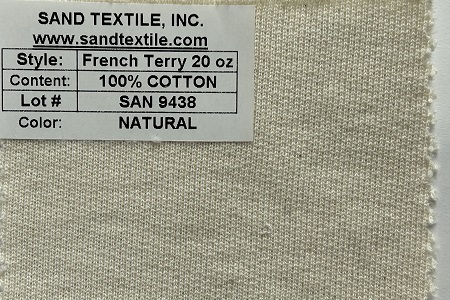 SAND TEXTILE, INC.
www.sandtextile.com
Style: French Terry 20 oz
Content: 100% COTTON
Lot # SAN 9438
Color: NATURAL